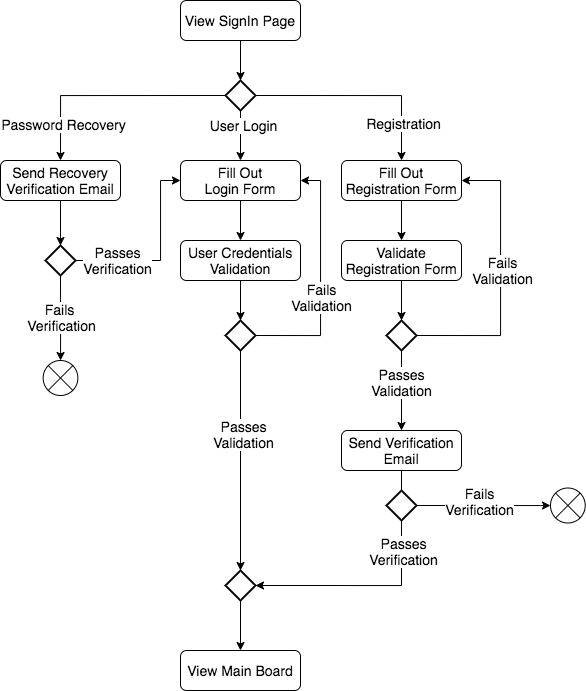 View SignIn Page
Password Recovery
User Login
Registration
Send Recovery
Verification Email
Fill Out
Login Form
Fill Out
Registration Form
Passes
Verification
User Credentials
Validation
Validate
Registration Form
Fails
Validation
Fails
Validation
Fails
Verification
Passes
Validation
Passes
Validation
Send Verification
Email
Fails
Verification
Passes
Verification
View Main Board